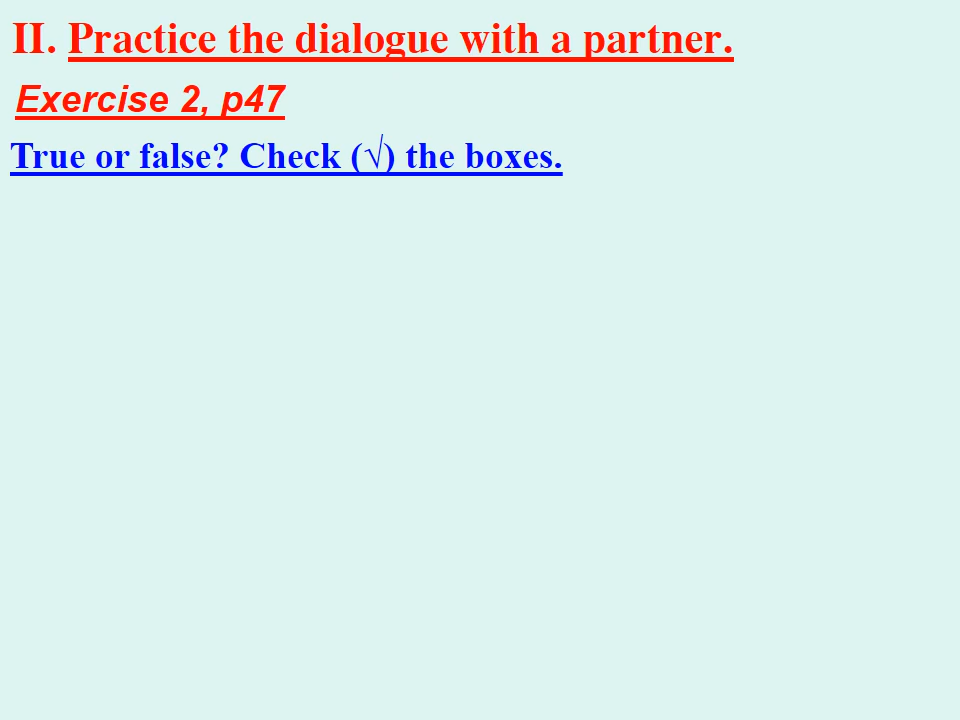 II. Practice the dialogue with a partner.
Exercise 2, p47
True or false? Check (√) the boxes.